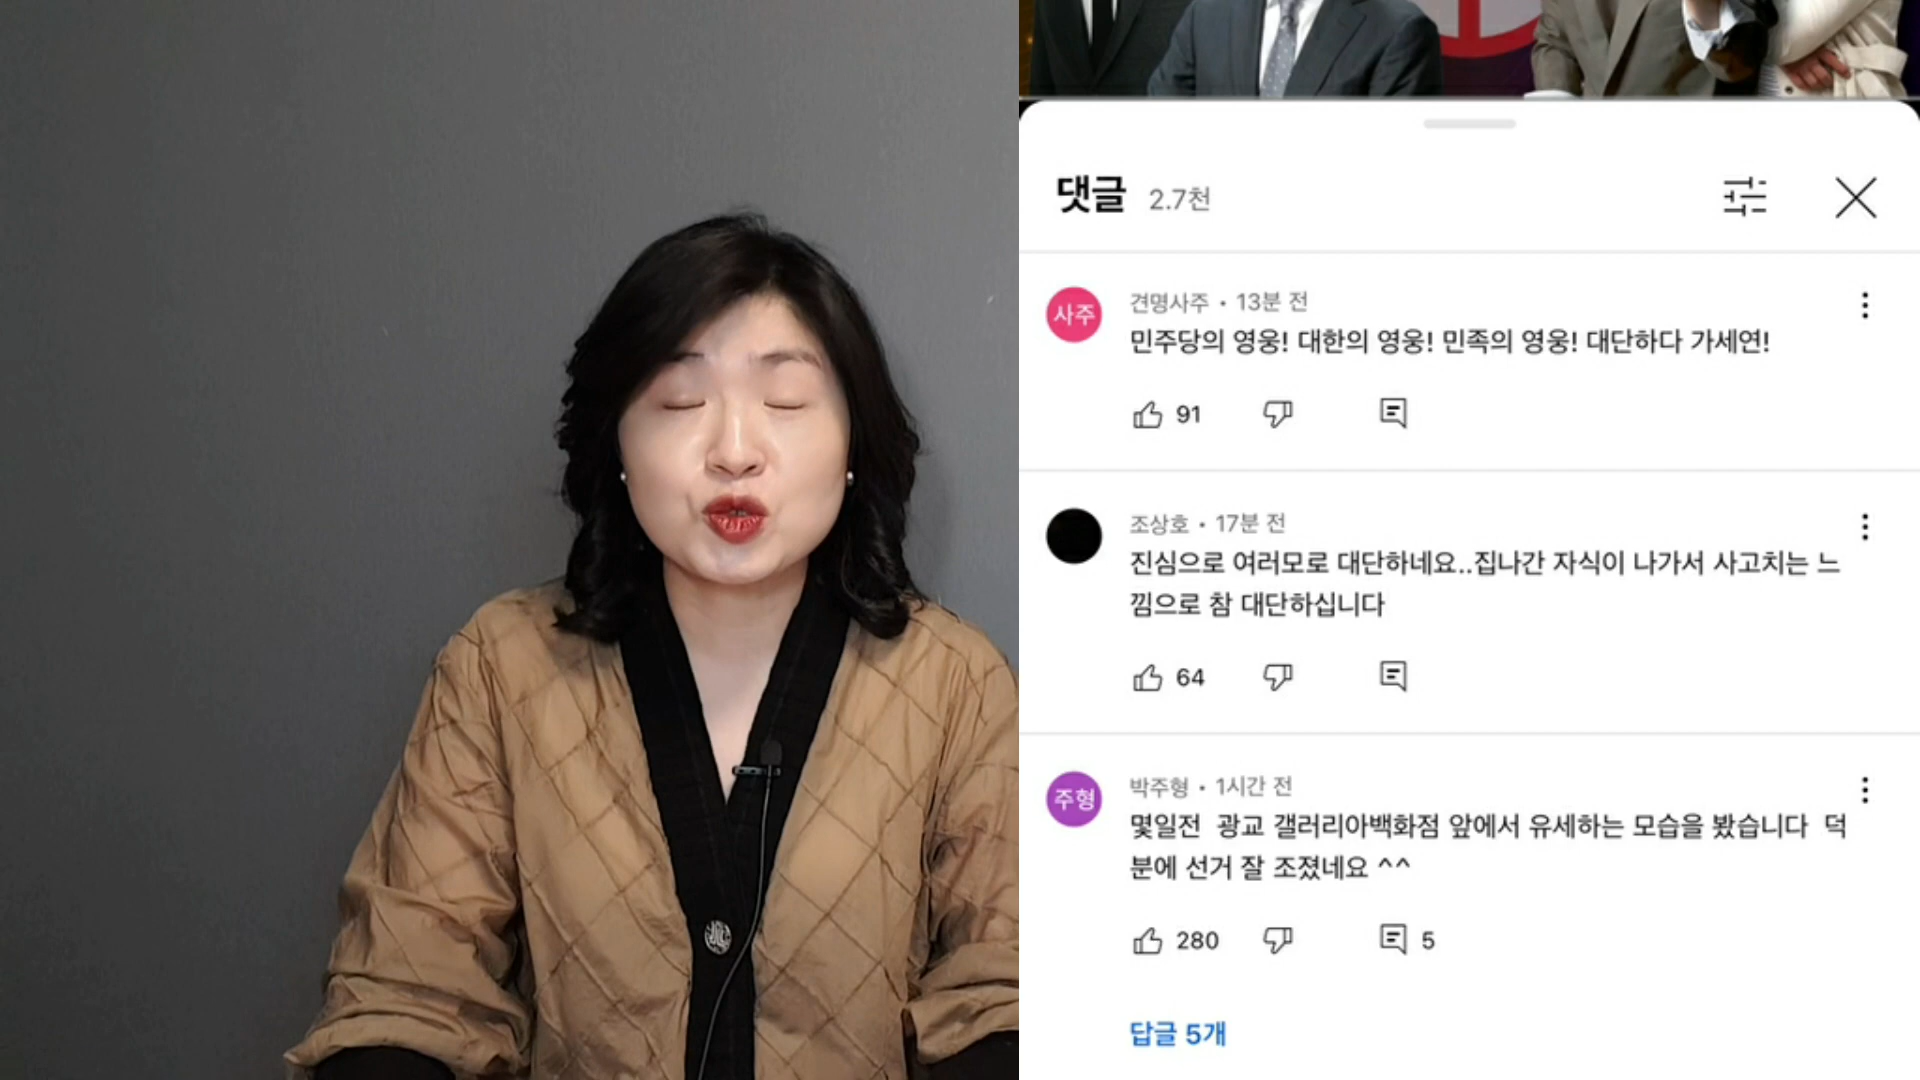 댓글 2.7천
사주 견명사주 • 13분 전
민주당의 영웅! 대한의 영웅! 민족의 영웅! 대단하다 가세연!
91
조상호 • 17분 전
진심으로 여러모로 대단하네요..집나간 자식이 나가서 사고치는 느
낌으로 참 대단하십니다
64
주형 박주형 • 1시간 전
몇일전 광교 갤러리아백화점 앞에서 유세하는 모습을 봤습니다 덕
분에 선거 잘 조졌네요 ^^
280 5
답글 5개